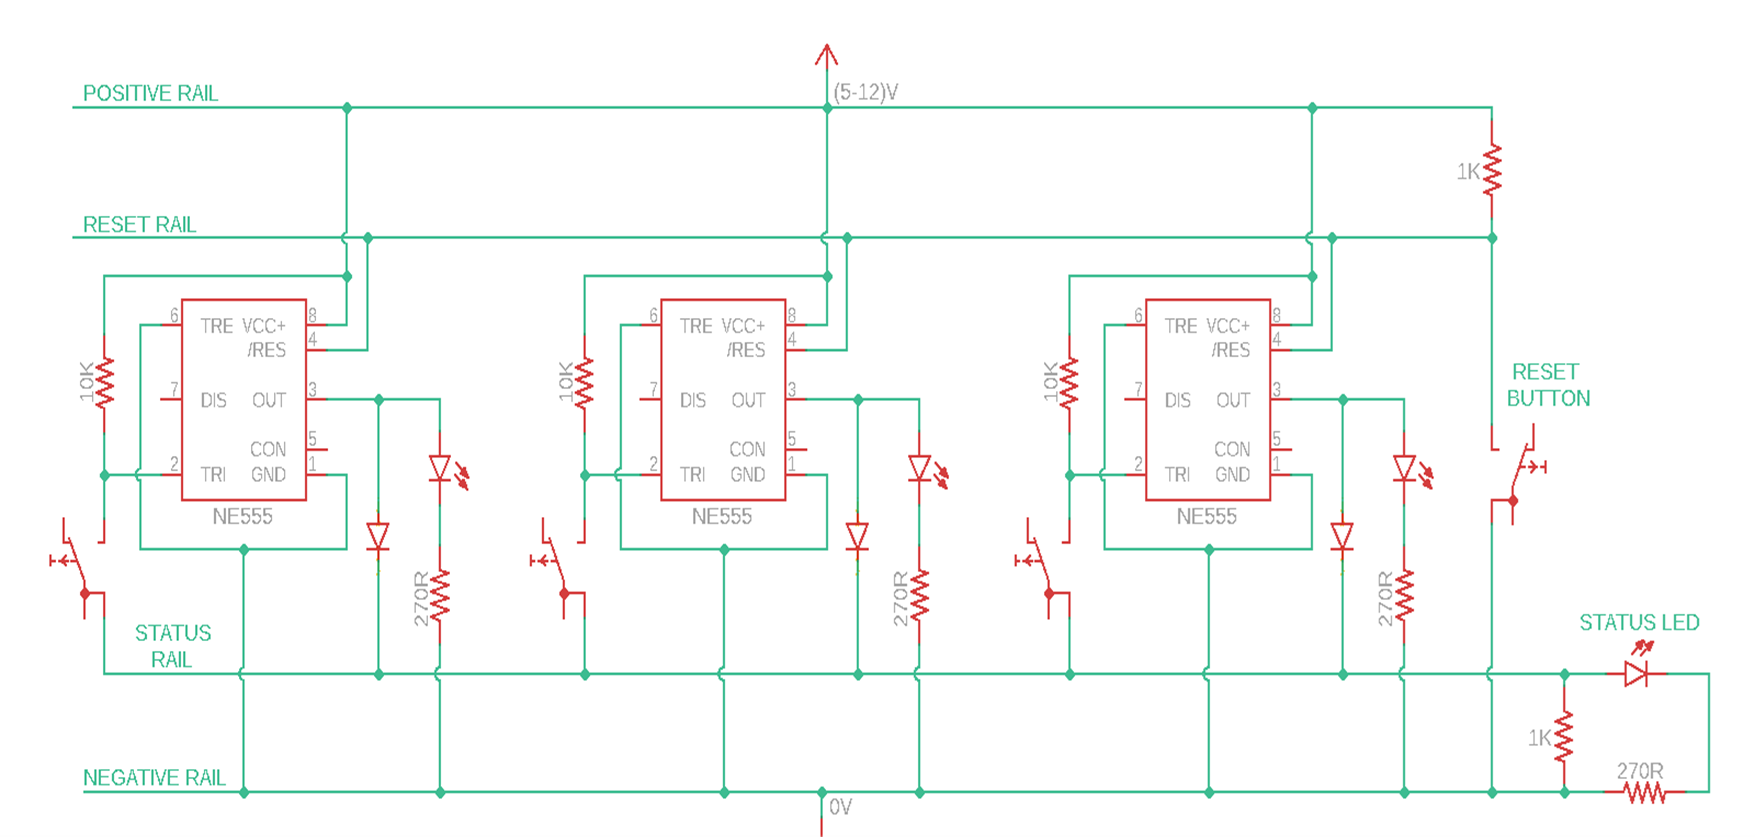 (5-12)V
POSITIVE RAIL
1K
RESET RAIL
6 TRE VCC+ 8
/RES 4
10K
7 DIS OUT 3
CON 5
2 TRI GND 1
NE555
270R
6 TRE VCC+ 8
/RES 4
10K
7 DIS OUT 3
CON 5
2 TRI GND 1
NE555
270R
6 TRE VCC+ 8
/RES 4
10K
7 DIS OUT 3
CON 5
2 TRI GND 1
NE555
270R
RESET
BUTTON
STATUS
RAIL
STATUS LED
1K
270R
NEGATIVE RAIL
0V